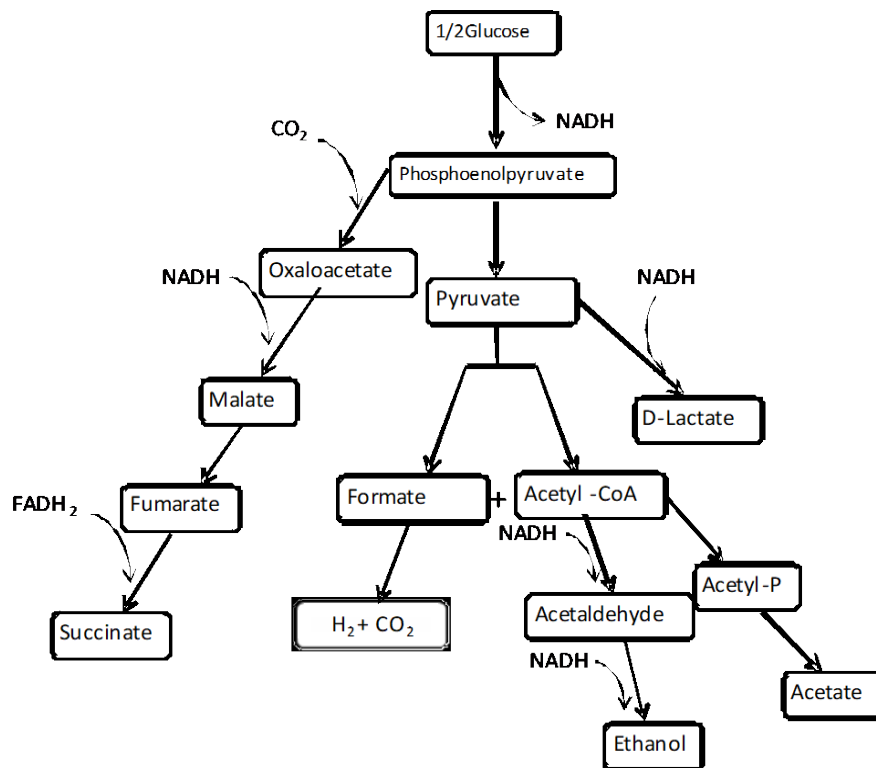 1/2Glucose
NADH
CO₂
Phosphoenolpyruvate
Oxaloacetate
NADH
Pyruvate
NADH
Malate
D-Lactate
FADH₂
Fumarate
Formate
+
Acetyl -CoA
NADH
Acetyl-P
Succinate
H₂+ CO₂
Acetaldehyde
NADH
Acetate
Ethanol